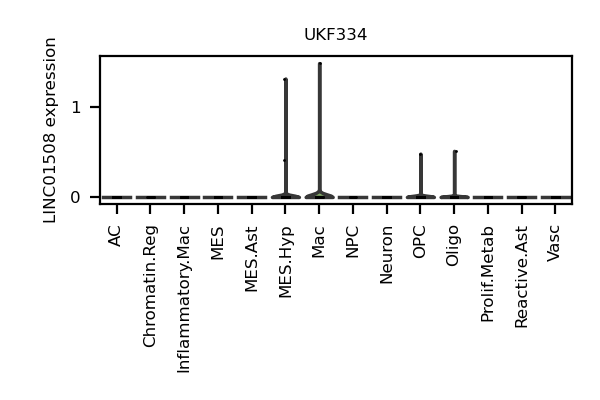 UKF334
LINC01508 expression
1
0
AC
Chromatin.Reg
Inflammatory.Mac
MES
MES.Ast
MES.Hyp
Mac
NPC
Neuron
OPC
Oligo
Prolif.Metab
Reactive.Ast
Vasc